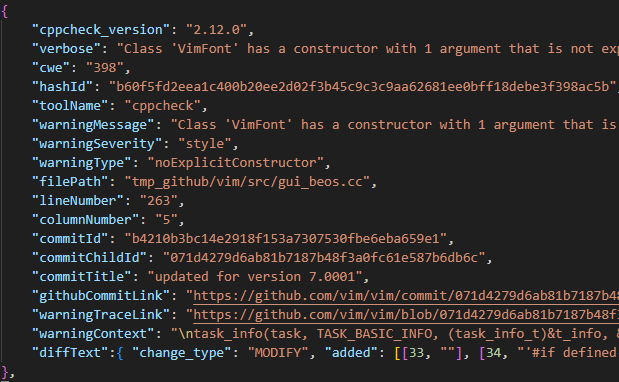 {
"cppcheck_version": "2.12.0",
"verbose": "Class 'VimFont' has a constructor with 1 argument that is not exp
"cwe": "398",
"hashId": "b60f5fd2eea1c400b20ee2d02f3b45c9c3c9aa62681ee0bff18debe3f398ac5b",
"toolName": "cppcheck",
"warningMessage": "Class 'VimFont' has a constructor with 1 argument that is
"warningSeverity": "style",
"warningType": "noExplicitConstructor",
"filePath": "tmp_github/vim/src/gui_beos.cc",
"lineNumber": "263",
"columnNumber": "5",
"commitId": "b4210b3bc14e2918f153a7307530fbe6eba659e1",
"commitChildId": "071d4279d6ab81b7187b48f3a0fc61e587b6db6c",
"commitTitle": "updated for version 7.0001",
"githubCommitLink": "https://github.com/vim/vim/commit/071d4279d6ab81b7187b48
"warningTraceLink": "https://github.com/vim/vim/blob/071d4279d6ab81b7187b48f
"warningContext": "\ntask_info(task, TASK_BASIC_INFO, (task_info_t)&t_info, &
"diffText":{ "change_type": "MODIFY", "added": [[33, ""], [34, "'#if defined
},